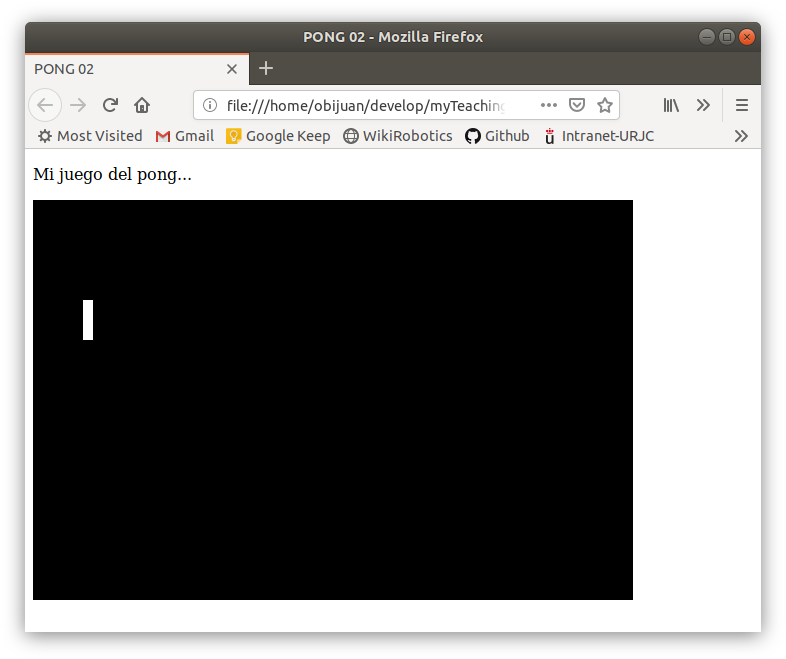 PONG 02 - Mozilla Firefox
PONG 02
file:///home/obijuan/develop/myTeaching
Most Visited Gmail Google Keep WikiRobotics Github Intranet-URJC
Mi juego del pong...